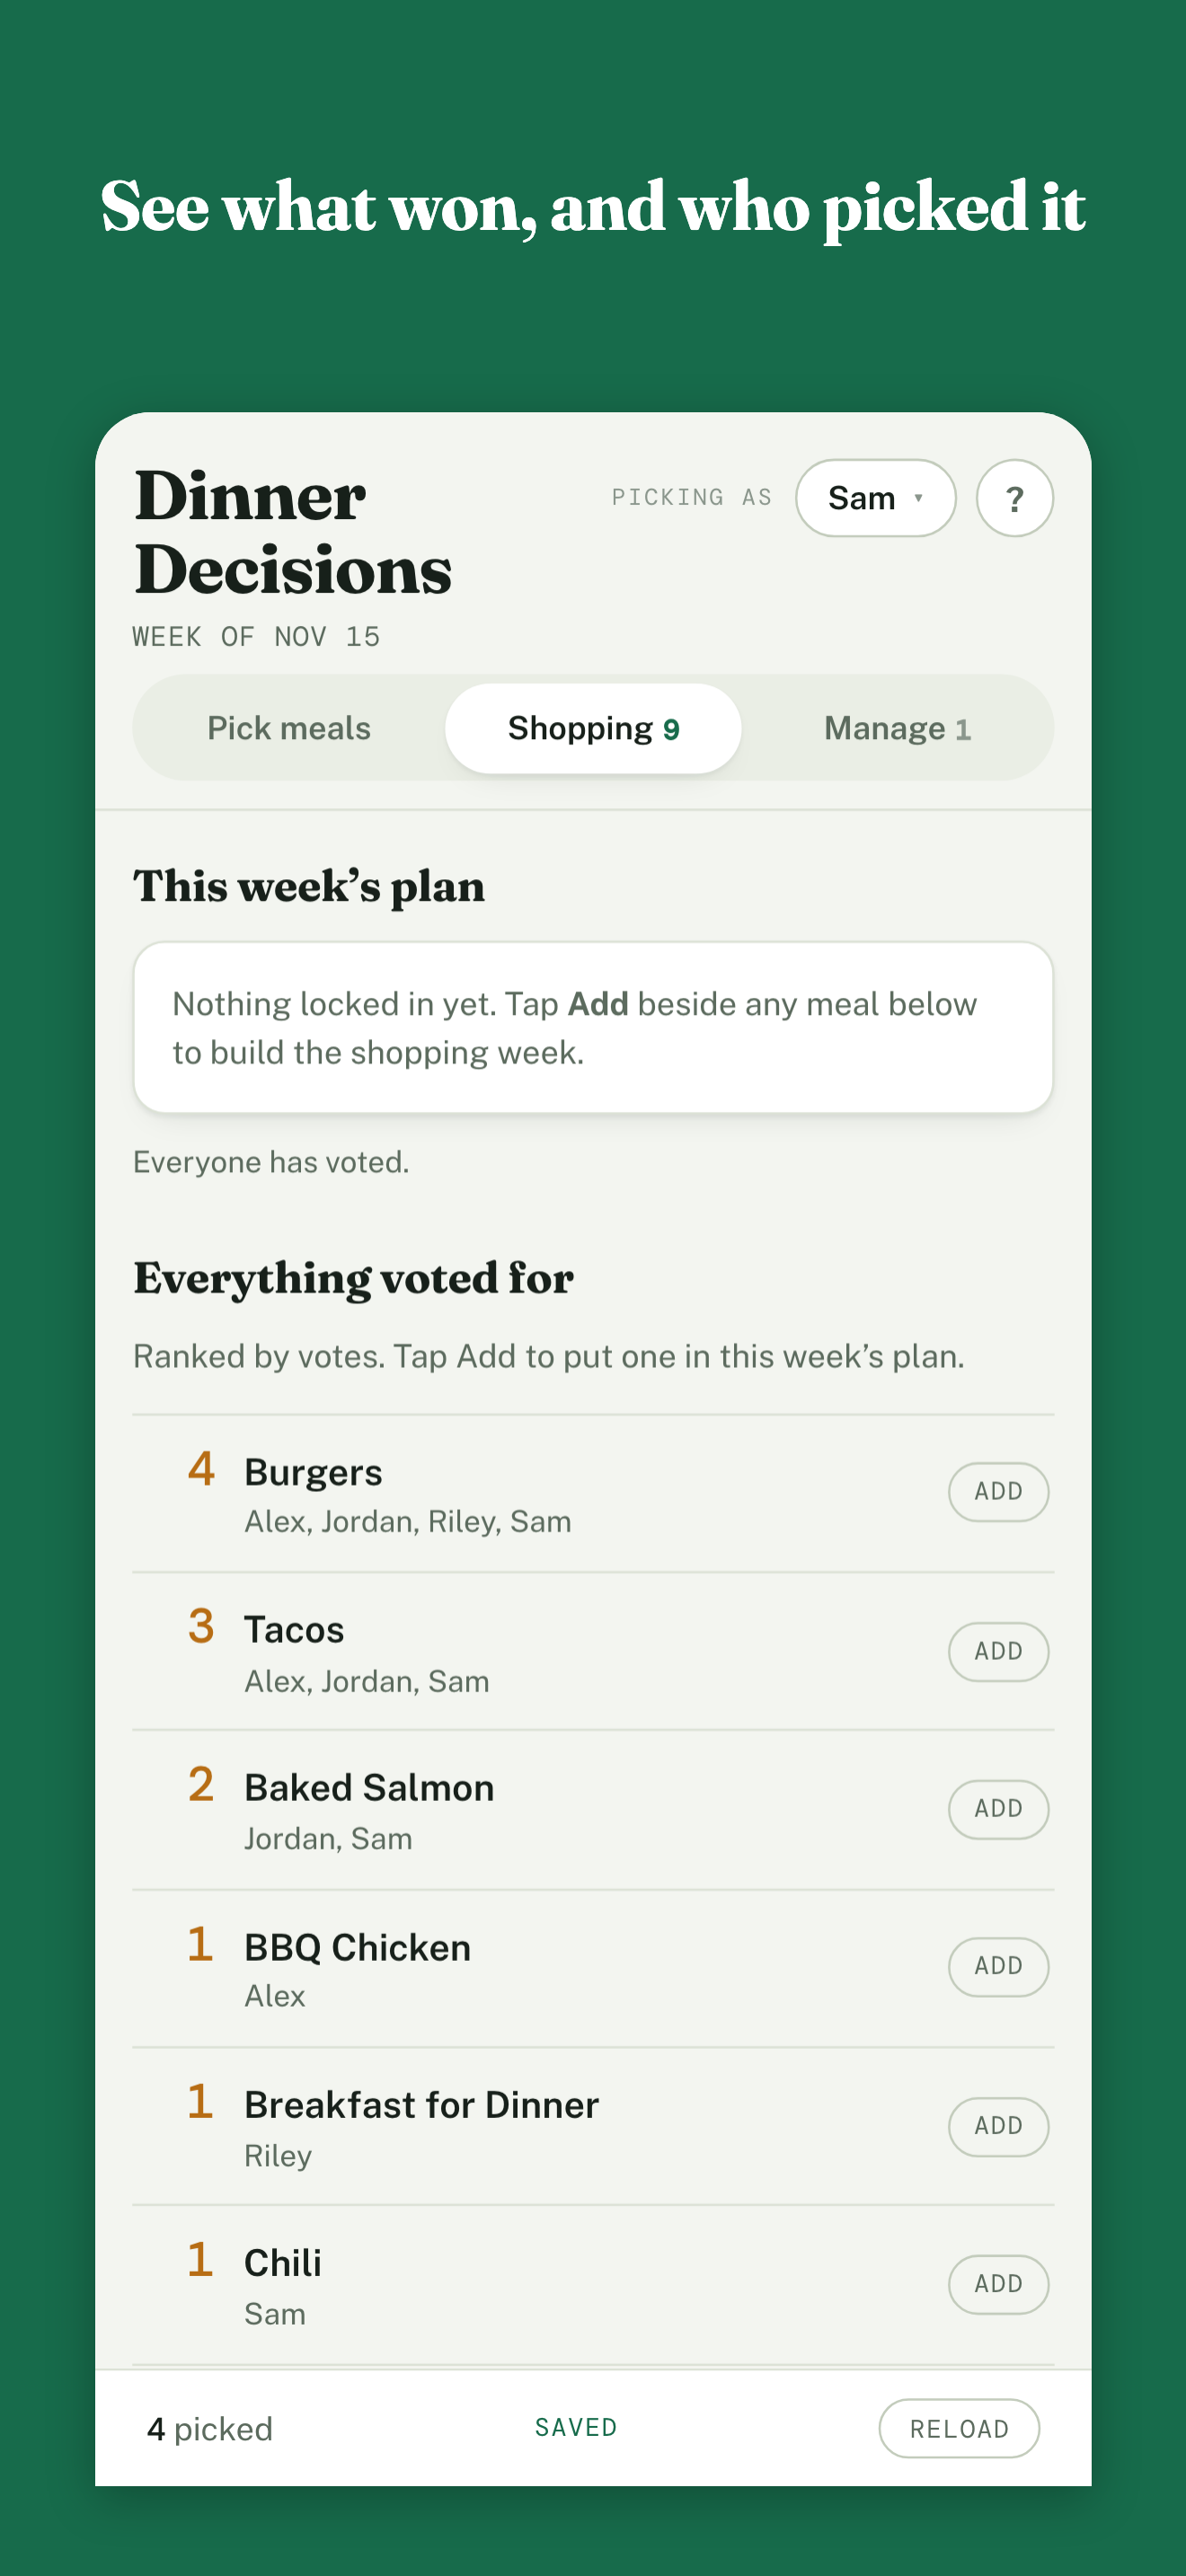 See what won, and who picked it
Dinner
Decisions
PICKING AS
Sam ▾
?
WEEK OF NOV 15
Pick meals
Shopping 9
Manage 1
This week’s plan
Nothing locked in yet. Tap Add beside any meal below
to build the shopping week.
Everyone has voted.
Everything voted for
Ranked by votes. Tap Add to put one in this week’s plan.
4 Burgers
Alex, Jordan, Riley, Sam
ADD
3 Tacos
Alex, Jordan, Sam
ADD
2 Baked Salmon
Jordan, Sam
ADD
1 BBQ Chicken
Alex
ADD
1 Breakfast for Dinner
Riley
ADD
1 Chili
Sam
ADD
4 picked
SAVED
RELOAD